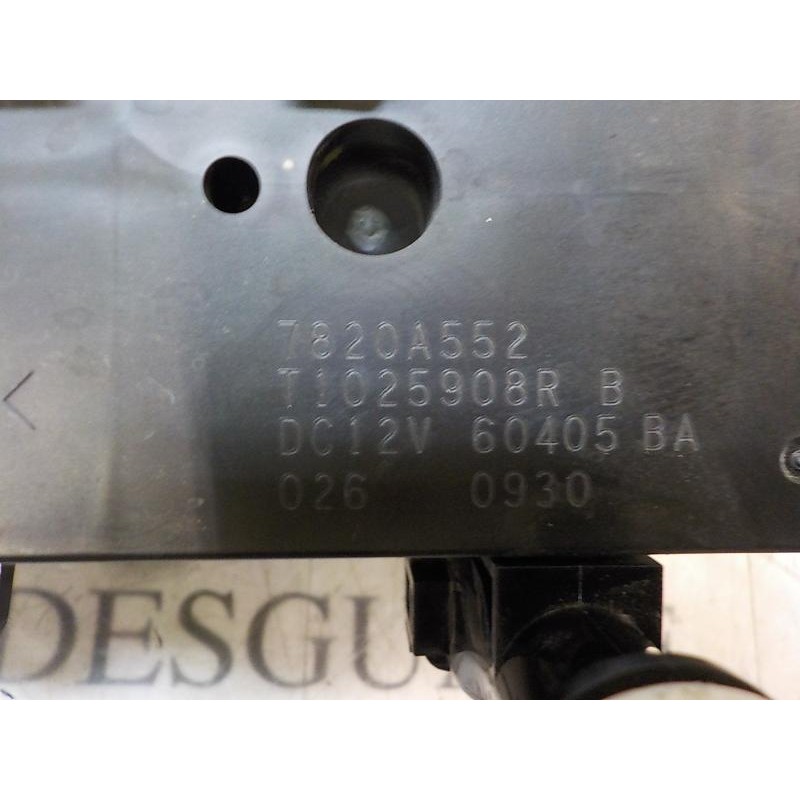 7820A552
T1025908R B
DC12V 60405 BA
026 0930
DESGU